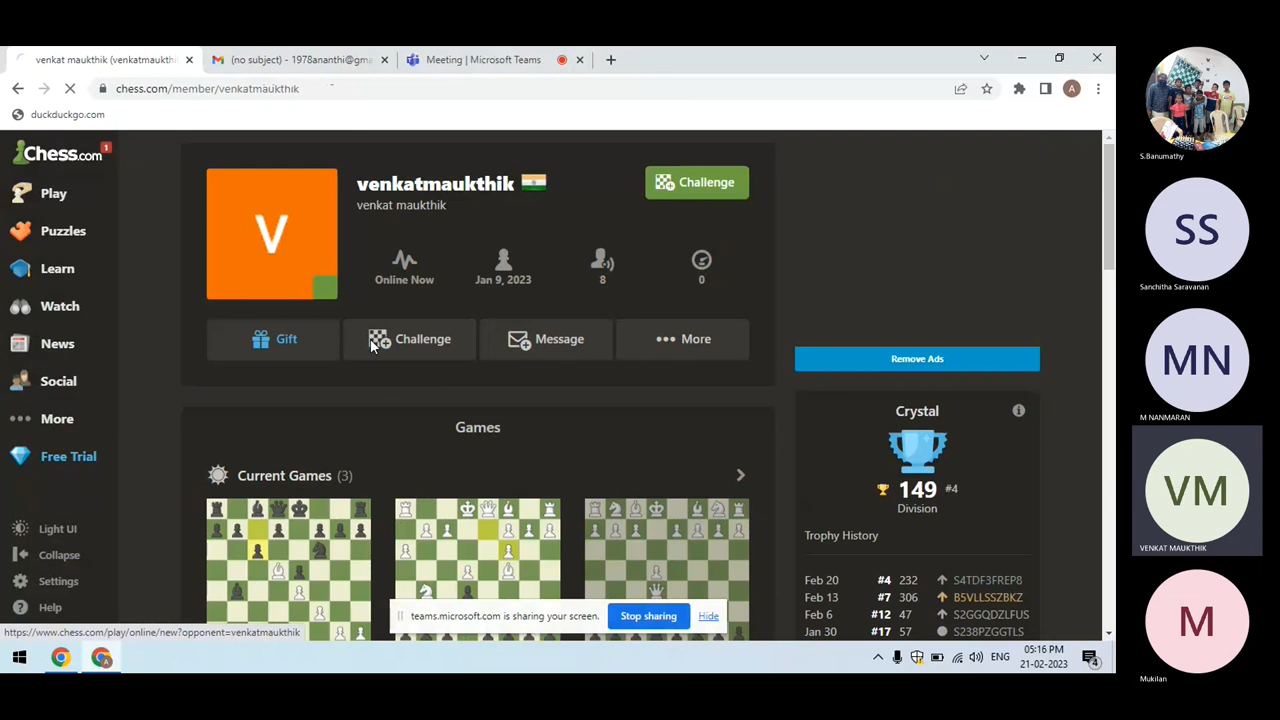 venkat maukthik (venkatmaukthi
(no subject) - 1978ananthi@gma
Meeting | Microsoft Teams
chess.com/member/venkatmaukthik
duckduckgo.com
Chess.com 1
Play
Puzzles
Learn
Watch
News
Social
More
Free Trial
Light UI
Collapse
Settings
Help
V
venkatmaukthik
venkat maukthik
Challenge
Online Now
Jan 9, 2023
8
0
Gift
Challenge
Message
More
Games
Current Games (3)
Remove Ads
Crystal
149 #4
Division
Trophy History
Feb 20 #4 232 S4TDF3FREP8
Feb 13 #7 306 B5VLLSSZBKZ
Feb 6 #12 47 S2GGQDZLFUS
Jan 30 #17 57 S238PZGGTLS
teams.microsoft.com is sharing your screen.
Stop sharing
Hide
https://www.chess.com/play/online/new?opponent=venkatmaukthik
ENG
05:16 PM
21-02-2023
4
A
S.Banumathy
SS
Sanchitha Saravanan
MN
M NANMARAN
VM
VENKAT MAUKTHIK
M
Mukilan